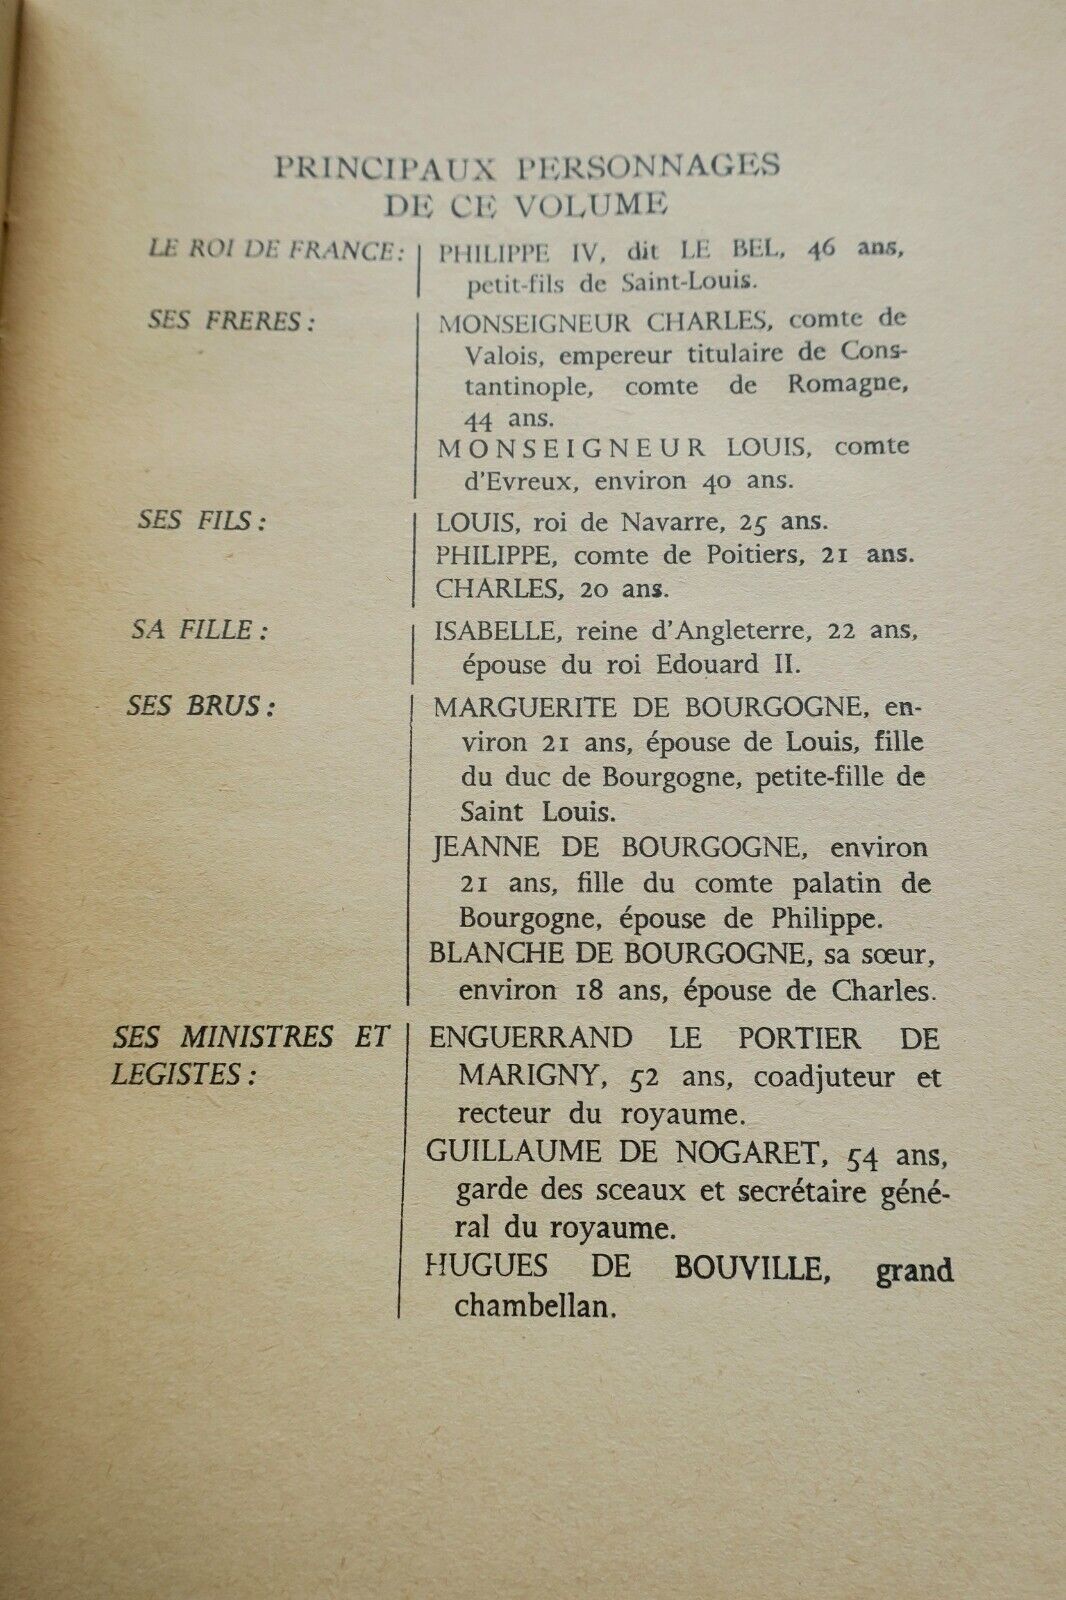 PRINCIPAUX PERSONNAGES
DE CE VOLUME
LE ROI DE FRANCE : PHILIPPE IV, dit LE BEL, 46 ans,
petit-fils de Saint-Louis.
SES FRERES : MONSEIGNEUR CHARLES, comte de
Valois, empereur titulaire de Cons-
tantinople, comte de Romagne,
44 ans.
MONSEIGNEUR LOUIS, comte
d'Evreux, environ 40 ans.
SES FILS : LOUIS, roi de Navarre, 25 ans.
PHILIPPE, comte de Poitiers, 21 ans.
CHARLES, 20 ans.
SA FILLE : ISABELLE, reine d'Angleterre, 22 ans,
épouse du roi Edouard II.
SES BRUS : MARGUERITE DE BOURGOGNE, en-
viron 21 ans, épouse de Louis, fille
du duc de Bourgogne, petite-fille de
Saint Louis.
JEANNE DE BOURGOGNE, environ
21 ans, fille du comte palatin de
Bourgogne, épouse de Philippe.
BLANCHE DE BOURGOGNE, sa sœur,
environ 18 ans, épouse de Charles.
SES MINISTRES ET ENGUERRAND LE PORTIER DE
LEGISTES : MARIGNY, 52 ans, coadjuteur et
recteur du royaume.
GUILLAUME DE NOGARET, 54 ans,
garde des sceaux et secrétaire géné-
ral du royaume.
HUGUES DE BOUVILLE, grand
chambellan.